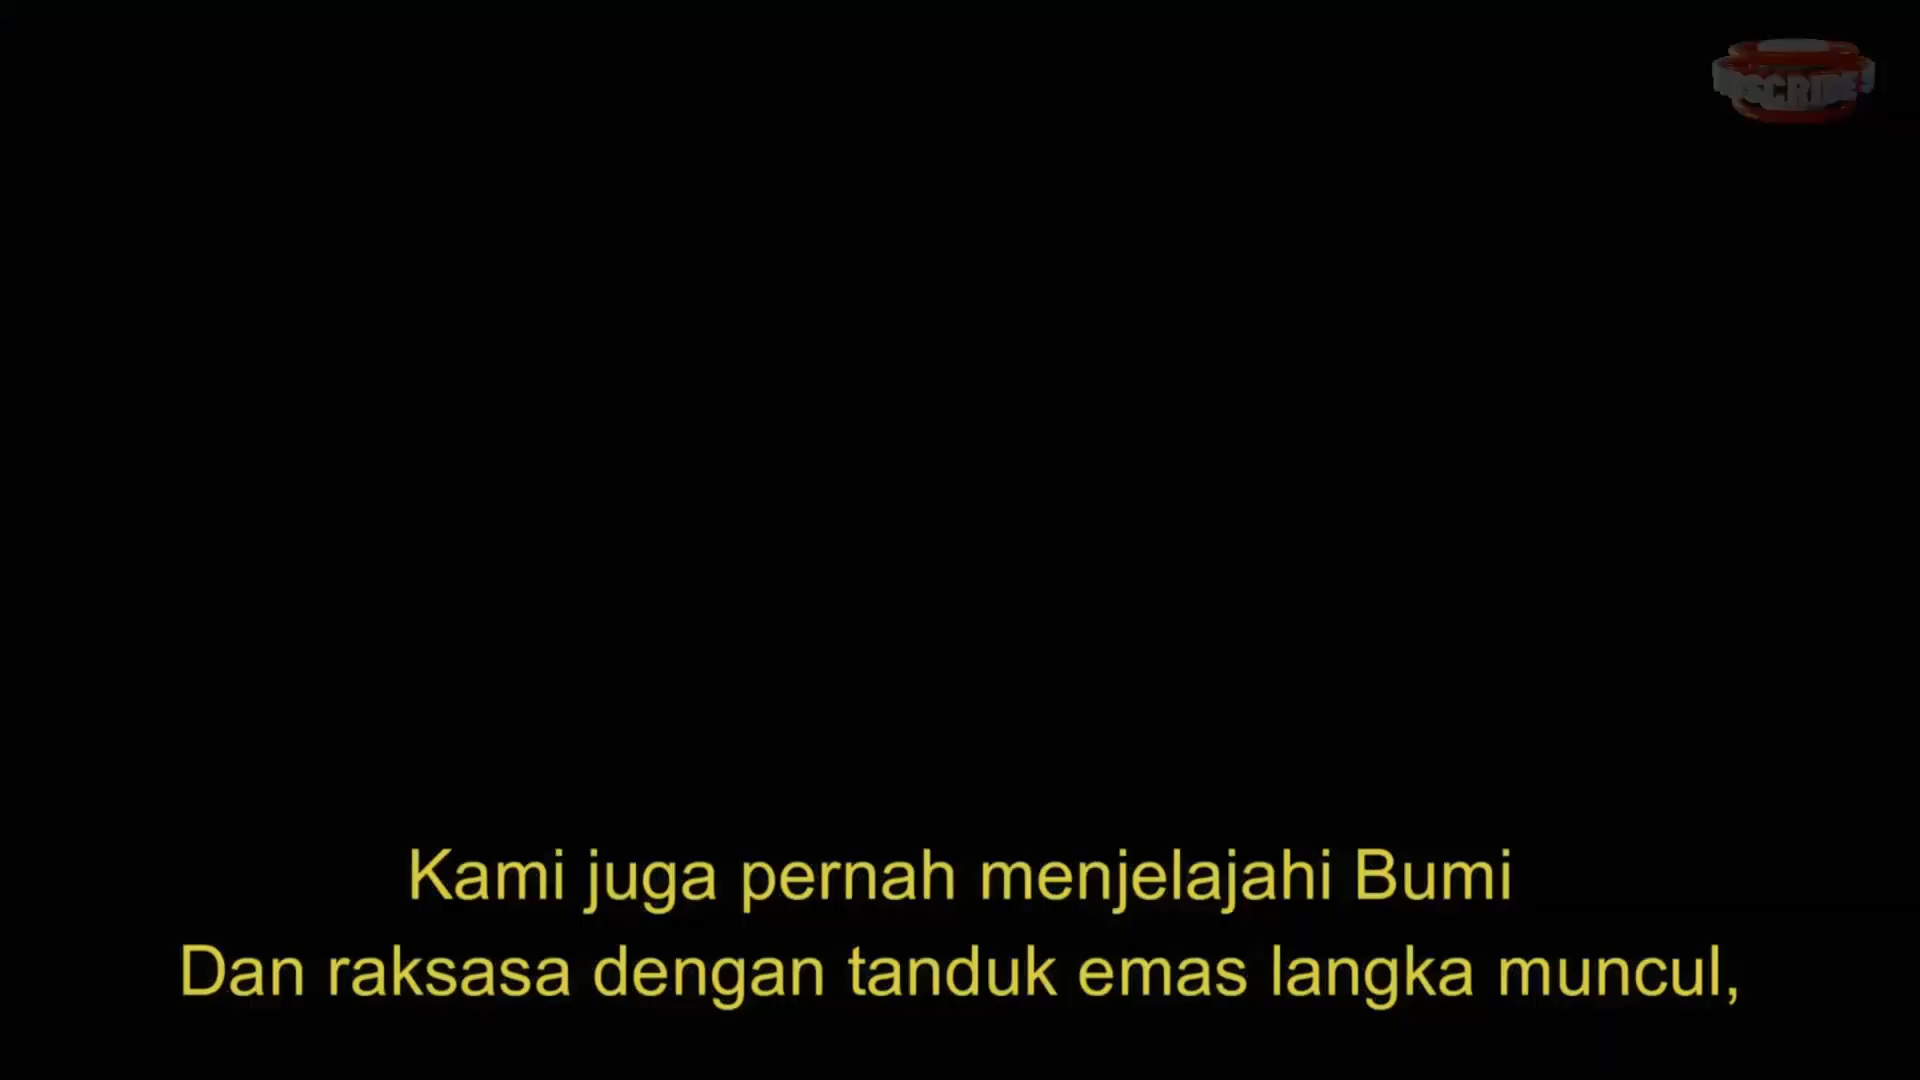 Kami juga pernah menjelajahi Bumi
Dan raksasa dengan tanduk emas langka muncul,